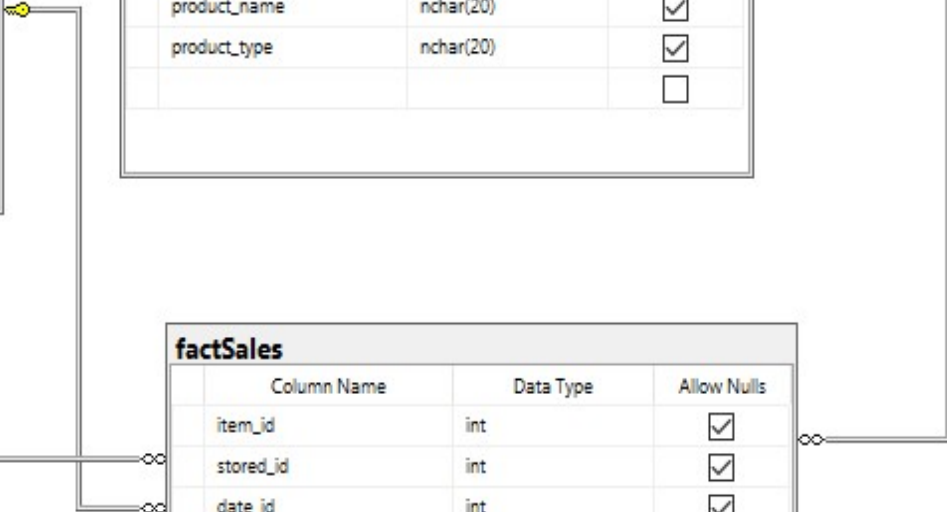 product_name nchar(20)
product_type nchar(20)
factSales
Column Name Data Type Allow Nulls
item_id int
stored_id int
date_id int